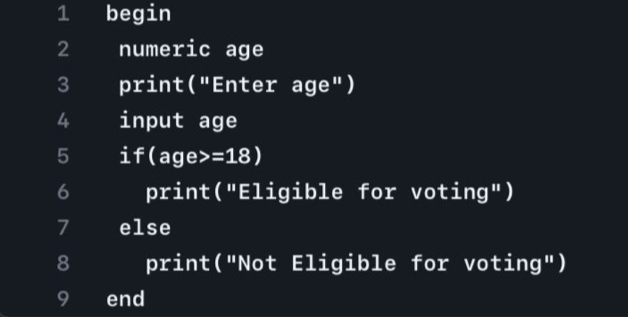 1 begin
2 numeric age
3 print("Enter age")
4 input age
5 if(age>=18)
6 print("Eligible for voting")
7 else
8 print("Not Eligible for voting")
9 end